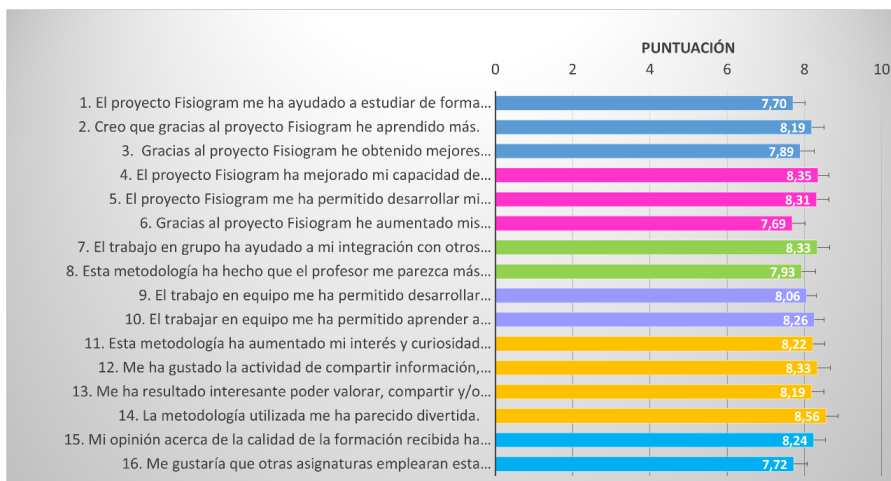 PUNTUACIÓN
0 2 4 6 8 10
1. El proyecto Fisiogram me ha ayudado a estudiar de forma... 7,70
2. Creo que gracias al proyecto Fisiogram he aprendido más. 8,19
3. Gracias al proyecto Fisiogram he obtenido mejores... 7,89
4. El proyecto Fisiogram ha mejorado mi capacidad de... 8,35
5. El proyecto Fisiogram me ha permitido desarrollar mi... 8,31
6. Gracias al proyecto Fisiogram he aumentado mis... 7,69
7. El trabajo en grupo ha ayudado a mi integración con otros... 8,33
8. Esta metodología ha hecho que el profesor me parezca más... 7,93
9. El trabajo en equipo me ha permitido desarrollar... 8,06
10. El trabajar en equipo me ha permitido aprender a... 8,26
11. Esta metodología ha aumentado mi interés y curiosidad... 8,22
12. Me ha gustado la actividad de compartir información,... 8,33
13. Me ha resultado interesante poder valorar, compartir y/o... 8,19
14. La metodología utilizada me ha parecido divertida. 8,56
15. Mi opinión acerca de la calidad de la formación recibida ha... 8,24
16. Me gustaría que otras asignaturas emplearan esta... 7,72